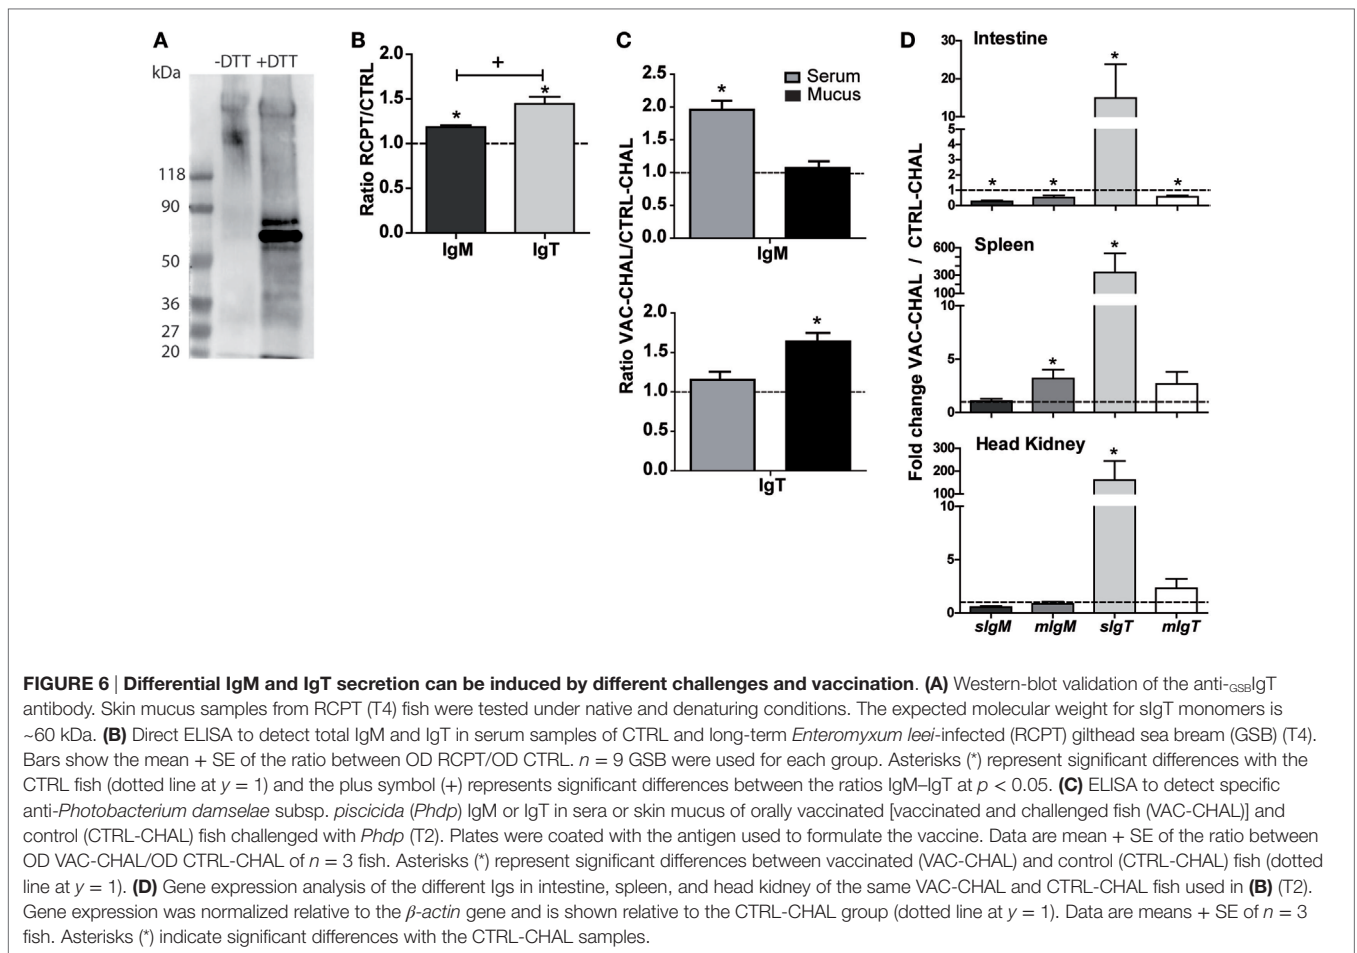 A
-DTT +DTT
kDa
118
90
50
36
27
20
B
Ratio RCPT/CTRL
2.0
1.5
1.0
0.5
0.0
+
*
*
IgM
IgT
C
Ratio VAC-CHAL/CTRL-CHAL
2.5
2.0
1.5
1.0
0.5
0.0
*
Serum
Mucus
IgM
2.0
1.5
1.0
0.5
0.0
*
IgT
D
Fold change VAC-CHAL / CTRL-CHAL
Intestine
30
20
10
5
4
3
2
1
0
*
*
*
*
Spleen
600
300
100
10
5
0
*
*
Head Kidney
300
200
100
10
5
0
*
sIgM
mIgM
sIgT
mIgT
FIGURE 6 | Differential IgM and IgT secretion can be induced by different challenges and vaccination. (A) Western-blot validation of the anti-GSBIgT
antibody. Skin mucus samples from RCPT (T4) fish were tested under native and denaturing conditions. The expected molecular weight for sIgT monomers is
~60 kDa. (B) Direct ELISA to detect total IgM and IgT in serum samples of CTRL and long-term Enteromyxum leei-infected (RCPT) gilthead sea bream (GSB) (T4).
Bars show the mean + SE of the ratio between OD RCPT/OD CTRL. n = 9 GSB were used for each group. Asterisks (*) represent significant differences with the
CTRL fish (dotted line at y = 1) and the plus symbol (+) represents significant differences between the ratios IgM–IgT at p < 0.05. (C) ELISA to detect specific
anti-Photobacterium damselae subsp. piscicida (Phdp) IgM or IgT in sera or skin mucus of orally vaccinated [vaccinated and challenged fish (VAC-CHAL)] and
control (CTRL-CHAL) fish challenged with Phdp (T2). Plates were coated with the antigen used to formulate the vaccine. Data are mean + SE of the ratio between
OD VAC-CHAL/OD CTRL-CHAL of n = 3 fish. Asterisks (*) represent significant differences between vaccinated (VAC-CHAL) and control (CTRL-CHAL) fish (dotted
line at y = 1). (D) Gene expression analysis of the different Igs in intestine, spleen, and head kidney of the same VAC-CHAL and CTRL-CHAL fish used in (B) (T2).
Gene expression was normalized relative to the β-actin gene and is shown relative to the CTRL-CHAL group (dotted line at y = 1). Data are means + SE of n = 3
fish. Asterisks (*) indicate significant differences with the CTRL-CHAL samples.